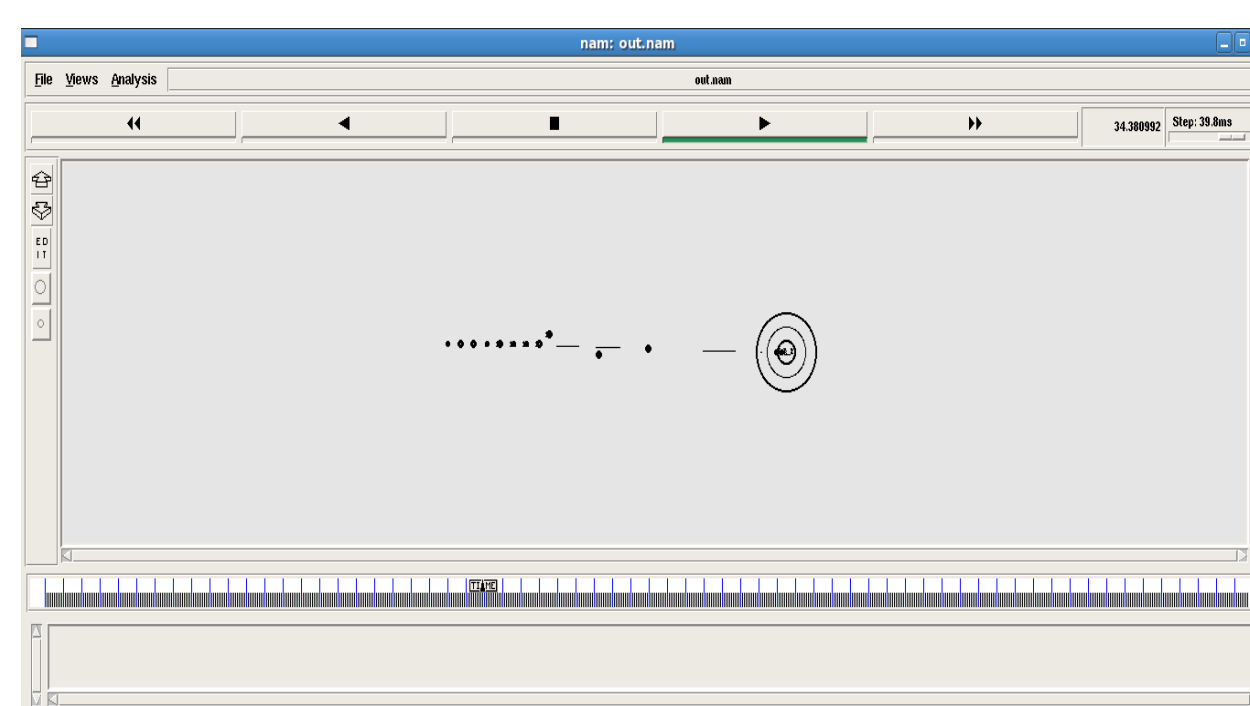 nam: out.nam
File Views Analysis out.nam
34.380992 Step: 39.8ms
ED
IT
TIME